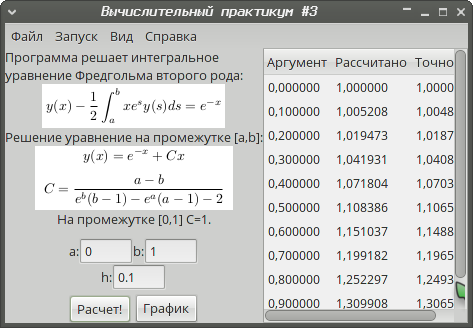 Вычислительный практикум #3
Файл Запуск Вид Справка
Программа решает интегральное
уравнение Фредгольма второго рода:
y(x) − 1/2 ∫_a^b xe^s y(s)ds = e^{−x}
Решение уравнение на промежутке [a,b]:
y(x) = e^{−x} + Cx
C = (a − b) / (e^b(b − 1) − e^a(a − 1) − 2)
На промежутке [0,1] C=1.
a: 0 b: 1
h: 0.1
Расчет! График
Аргумент Рассчитано Точно
0,000000 1,000000 1,0000
0,100000 1,005208 1,0048
0,200000 1,019473 1,0187
0,300000 1,041931 1,0408
0,400000 1,071804 1,0703
0,500000 1,108386 1,1065
0,600000 1,151037 1,1488
0,700000 1,199182 1,1965
0,800000 1,252297 1,2493
0,900000 1,309908 1,3065